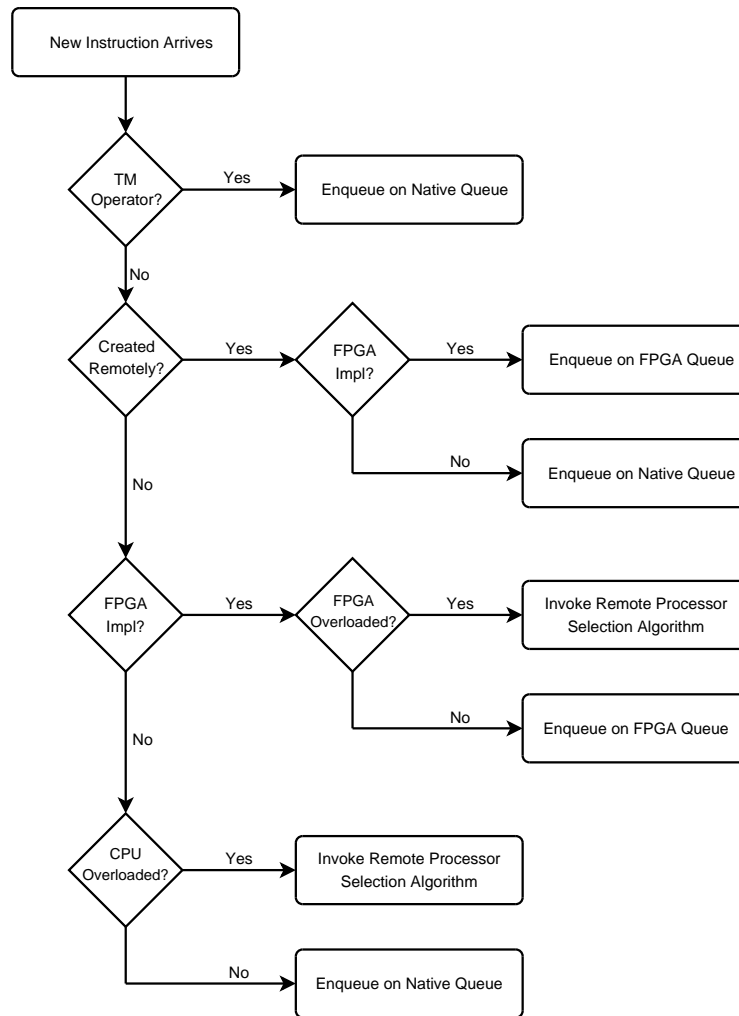 New Instruction Arrives
TM
Operator?
Yes
Enqueue on Native Queue
No
Created
Remotely?
Yes
FPGA
Impl?
Yes
Enqueue on FPGA Queue
No
Enqueue on Native Queue
No
FPGA
Impl?
Yes
FPGA
Overloaded?
Yes
Invoke Remote Processor
Selection Algorithm
No
Enqueue on FPGA Queue
No
CPU
Overloaded?
Yes
Invoke Remote Processor
Selection Algorithm
No
Enqueue on Native Queue